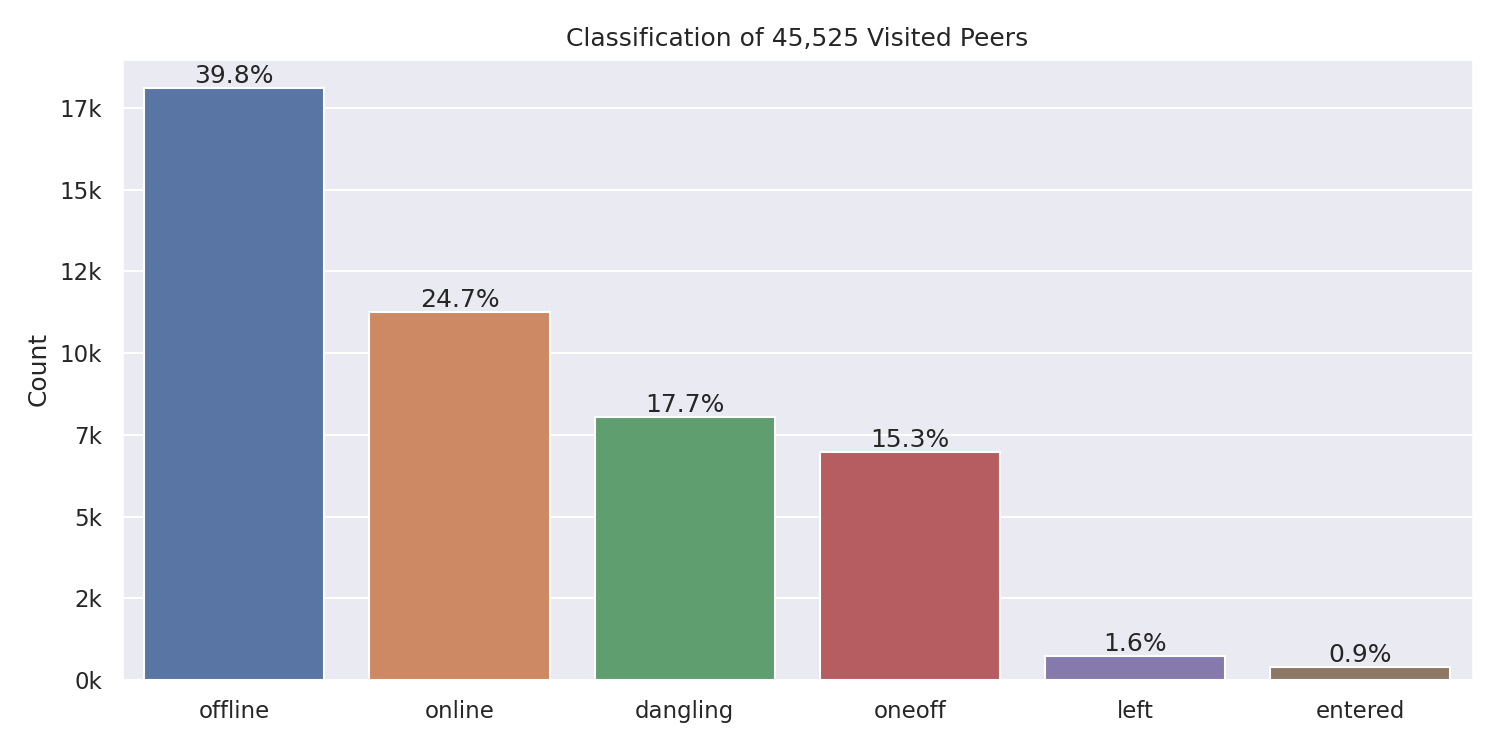 Classification of 45,525 Visited Peers
Count
17k
15k
12k
10k
7k
5k
2k
0k
39.8%
24.7%
17.7%
15.3%
1.6%
0.9%
offline
online
dangling
oneoff
left
entered